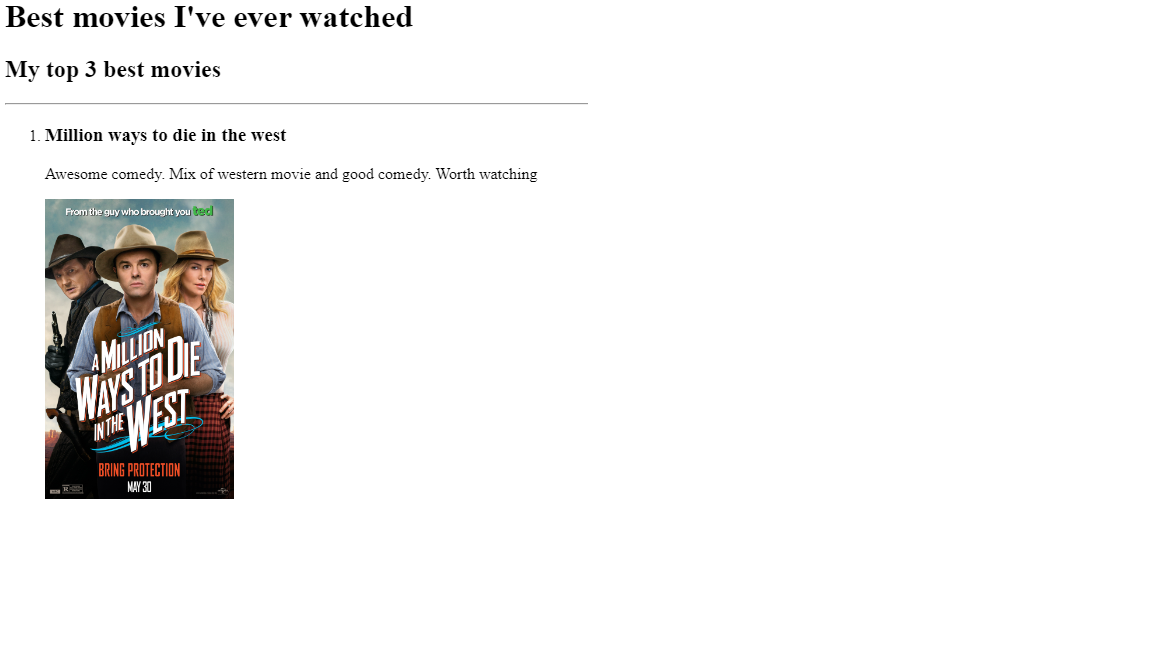 Best movies I've ever watched
My top 3 best movies
1. Million ways to die in the west
Awesome comedy. Mix of western movie and good comedy. Worth watching
From the guy who brought you ted
A MILLION
WAYS TO DIE
IN THE WEST
BRING PROTECTION
MAY 30
R